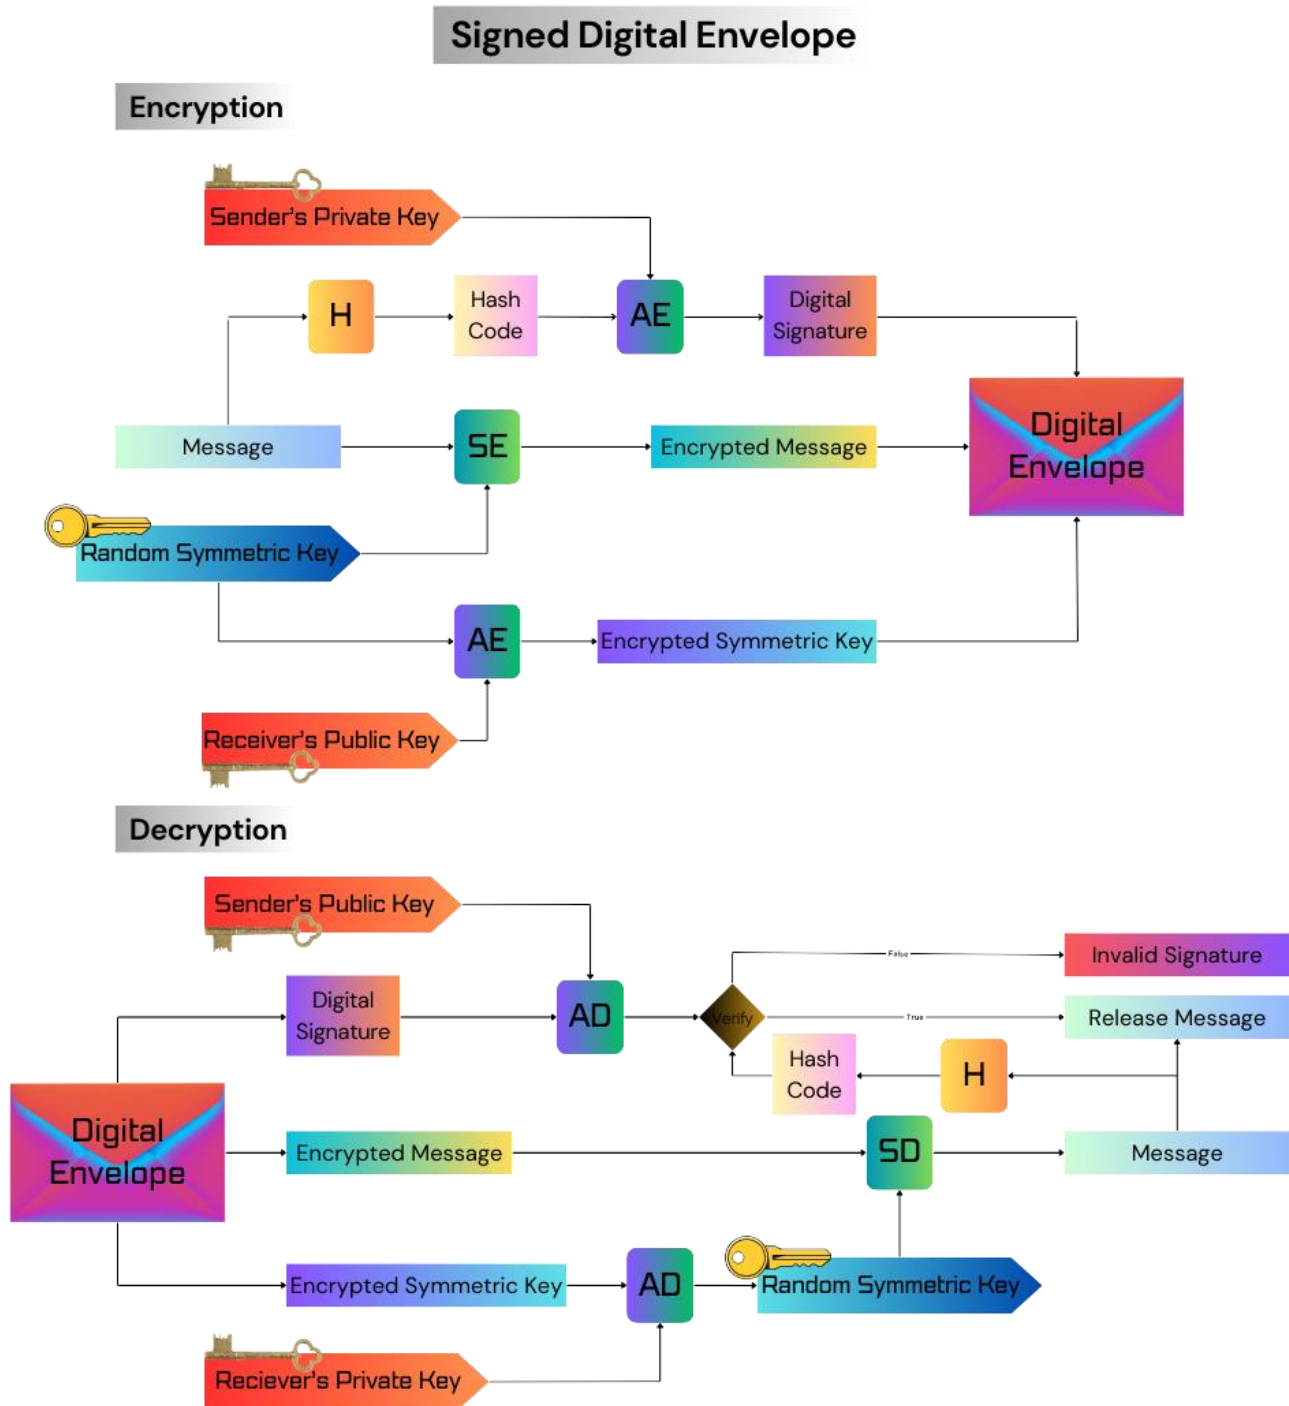 Signed Digital Envelope
Encryption
Sender's Private Key
H
Hash
Code
AE
Digital
Signature
Message
SE
Encrypted Message
Digital
Envelope
Random Symmetric Key
AE
Encrypted Symmetric Key
Receiver's Public Key
Decryption
Sender's Public Key
False
Invalid Signature
Digital
Signature
AD
Verify
True
Release Message
Hash
Code
H
Digital
Envelope
Encrypted Message
SD
Message
Encrypted Symmetric Key
AD
Random Symmetric Key
Reciever's Private Key